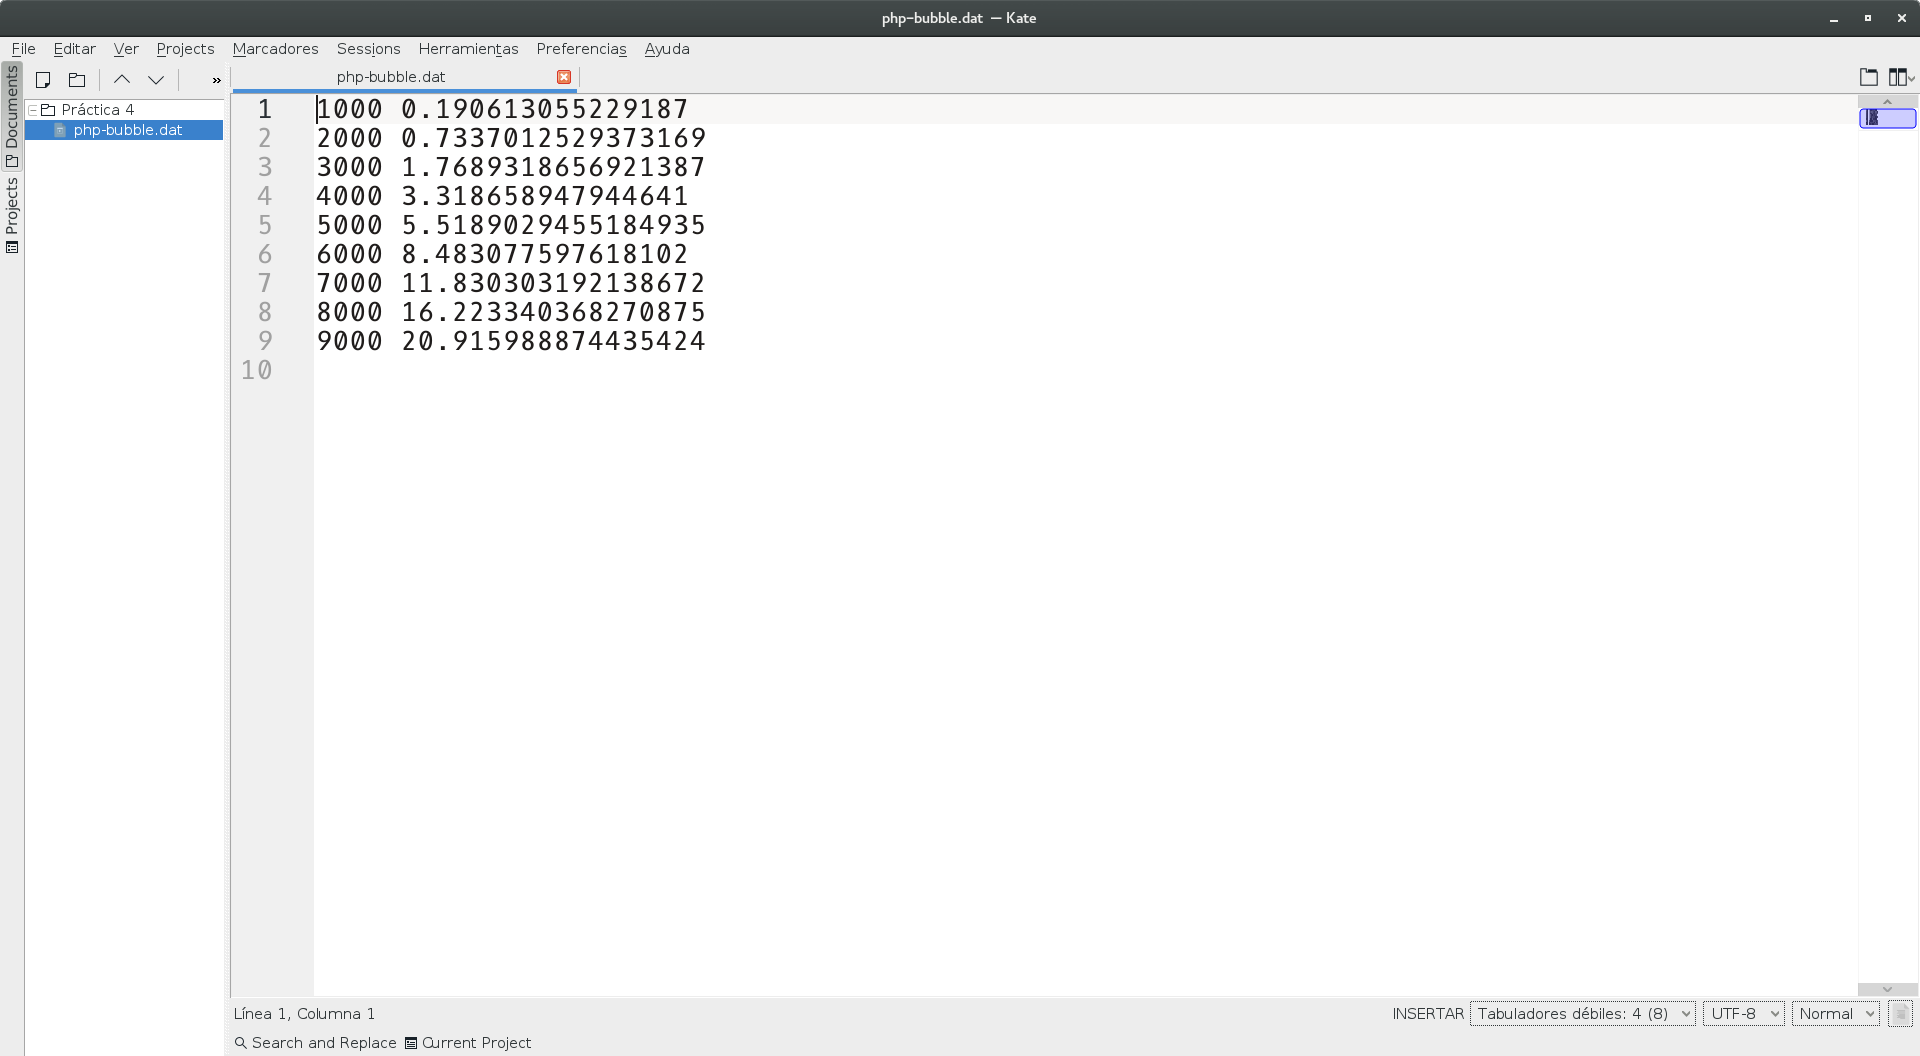 php-bubble.dat — Kate
File Editar Ver Projects Marcadores Sessions Herramientas Preferencias Ayuda
Documents
Projects
»
php-bubble.dat
Práctica 4
php-bubble.dat
1 1000 0.190613055229187
2 2000 0.7337012529373169
3 3000 1.7689318656921387
4 4000 3.318658947944641
5 5000 5.5189029455184935
6 6000 8.483077597618102
7 7000 11.830303192138672
8 8000 16.223340368270875
9 9000 20.915988874435424
10
Línea 1, Columna 1 INSERTAR Tabuladores débiles: 4 (8) UTF-8 Normal
Search and Replace Current Project